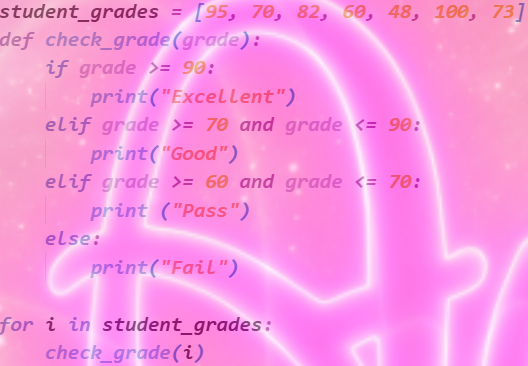 student_grades = [95, 70, 82, 60, 48, 100, 73]
def check_grade(grade):
    if grade >= 90:
        print("Excellent")
    elif grade >= 70 and grade <= 90:
        print("Good")
    elif grade >= 60 and grade <= 70:
        print ("Pass")
    else:
        print("Fail")

for i in student_grades:
    check_grade(i)